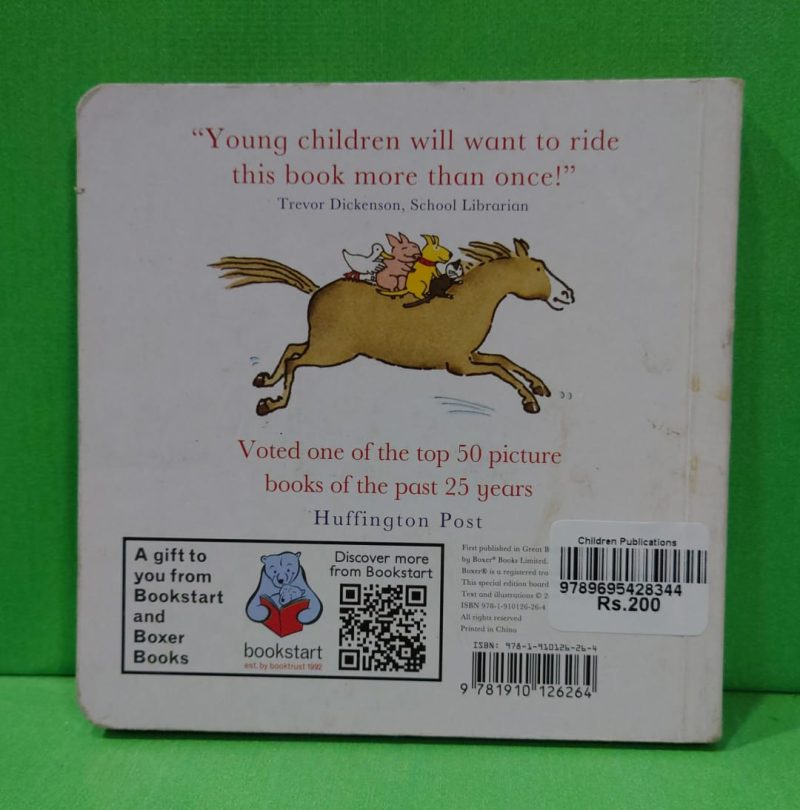 “Young children will want to ride
this book more than once!”
Trevor Dickenson, School Librarian
Voted one of the top 50 picture
books of the past 25 years
Huffington Post
A gift to
you from
Bookstart
and
Boxer
Books
bookstart
est. by booktrust 1992
Discover more
from Bookstart
First published in Great
by Boxer® Books Limited.
Boxer® is a registered
This special edition board
Text and illustrations ©
ISBN 978-1-910126-26-4
All rights reserved
Printed in China
Children Publications
9789695428344
Rs.200
ISBN: 978-1-910126-26-4
9 781910 126264